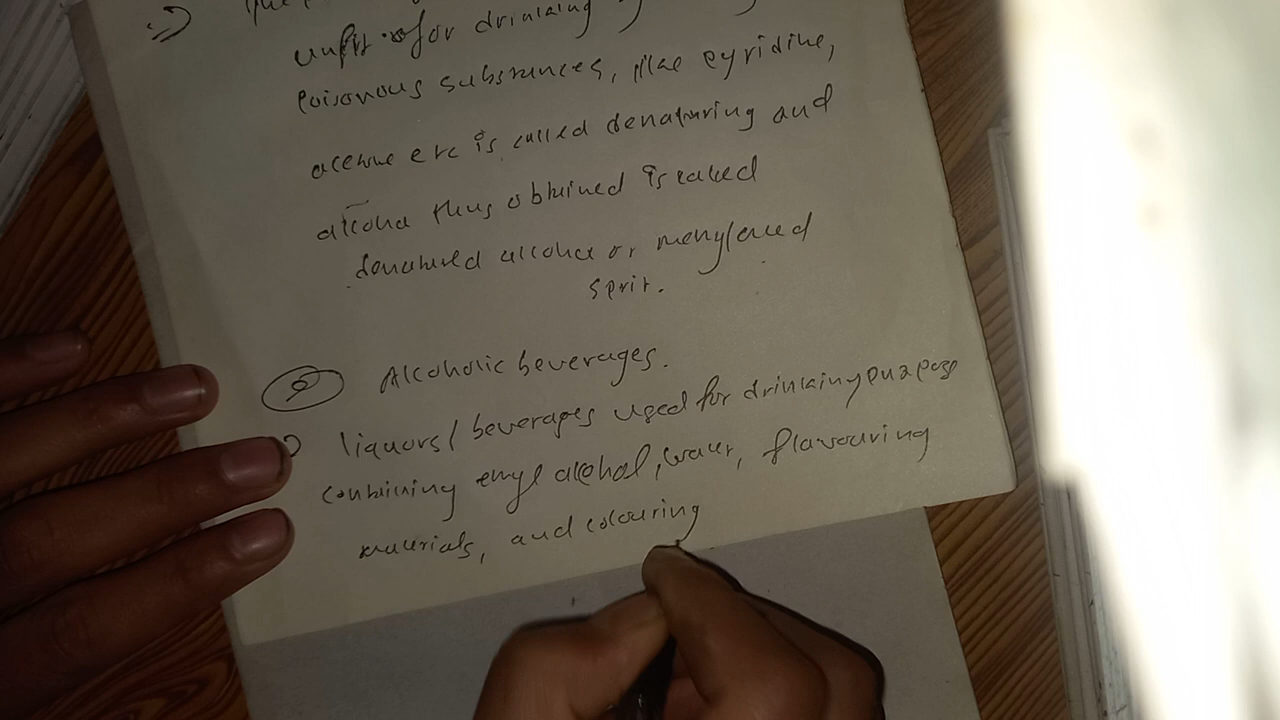 unfit for drinking
poisonous substances, like pyridine,
acetone etc is called denaturing and
alcohol thus obtained is called
denatured alcohol or methylated
sprit.
② Alcoholic beverages.
liquors/beverages used for drinking purpose
containing ethyl alcohol, water, flavouring
materials, and colouring